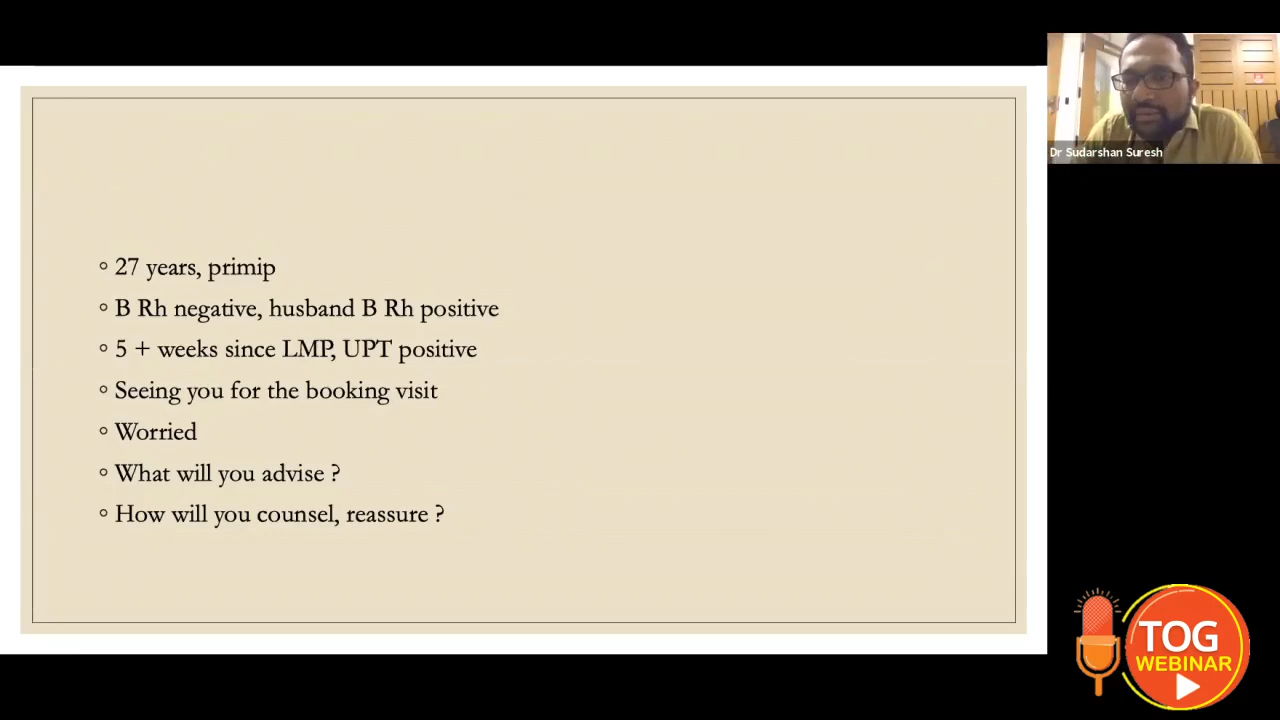 Dr Sudarshan Suresh
◦ 27 years, primip
◦ B Rh negative, husband B Rh positive
◦ 5 + weeks since LMP, UPT positive
◦ Seeing you for the booking visit
◦ Worried
◦ What will you advise ?
◦ How will you counsel, reassure ?
TOG
WEBINAR